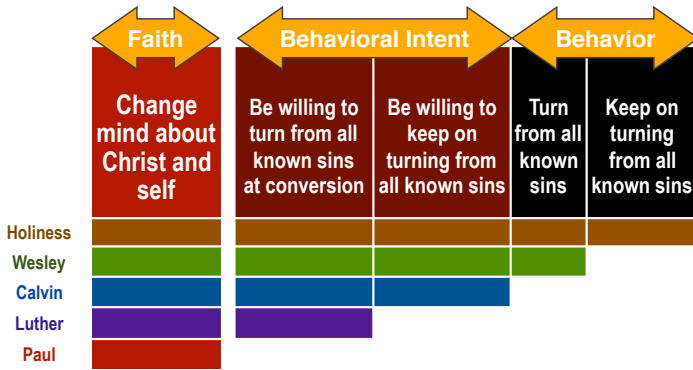 Faith
Behavioral Intent
Behavior
Change
mind about
Christ and
self
Be willing to
turn from all
known sins
at conversion
Be willing to
keep on
turning from
all known sins
Turn
from all
known
sins
Keep on
turning
from all
known sins
Holiness
Wesley
Calvin
Luther
Paul